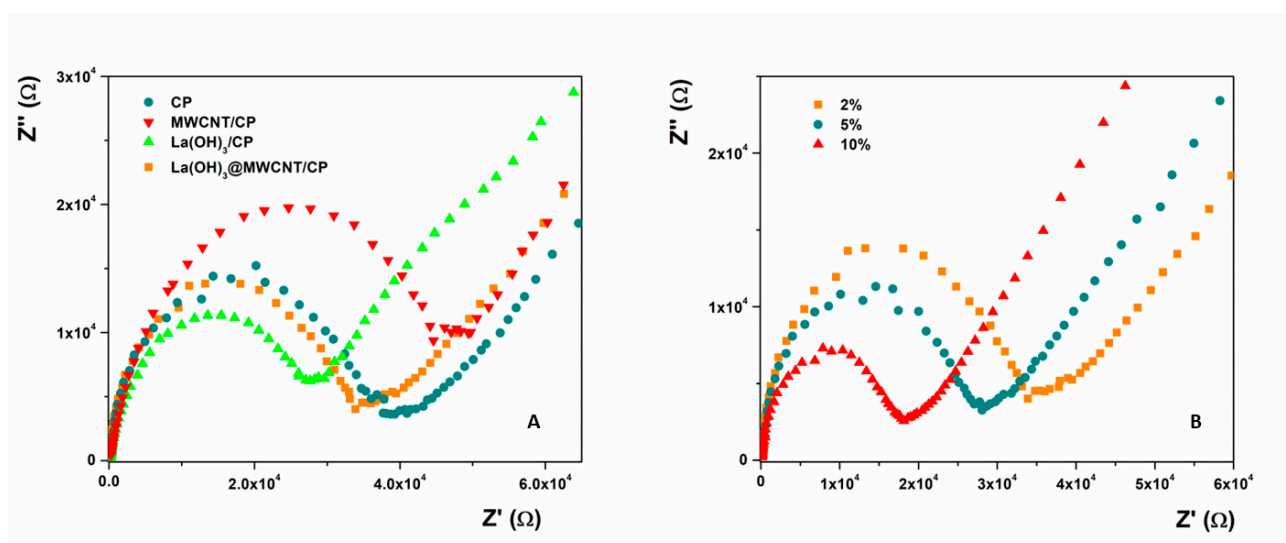 3x10⁴
2x10⁴
1x10⁴
0
Z'' (Ω)
CP
MWCNT/CP
La(OH)₃/CP
La(OH)₃@MWCNT/CP
A
0.0
2.0x10⁴
4.0x10⁴
6.0x10⁴
Z' (Ω)
2x10⁴
1x10⁴
0
Z'' (Ω)
2%
5%
10%
B
0
1x10⁴
2x10⁴
3x10⁴
4x10⁴
5x10⁴
6x10⁴
Z' (Ω)